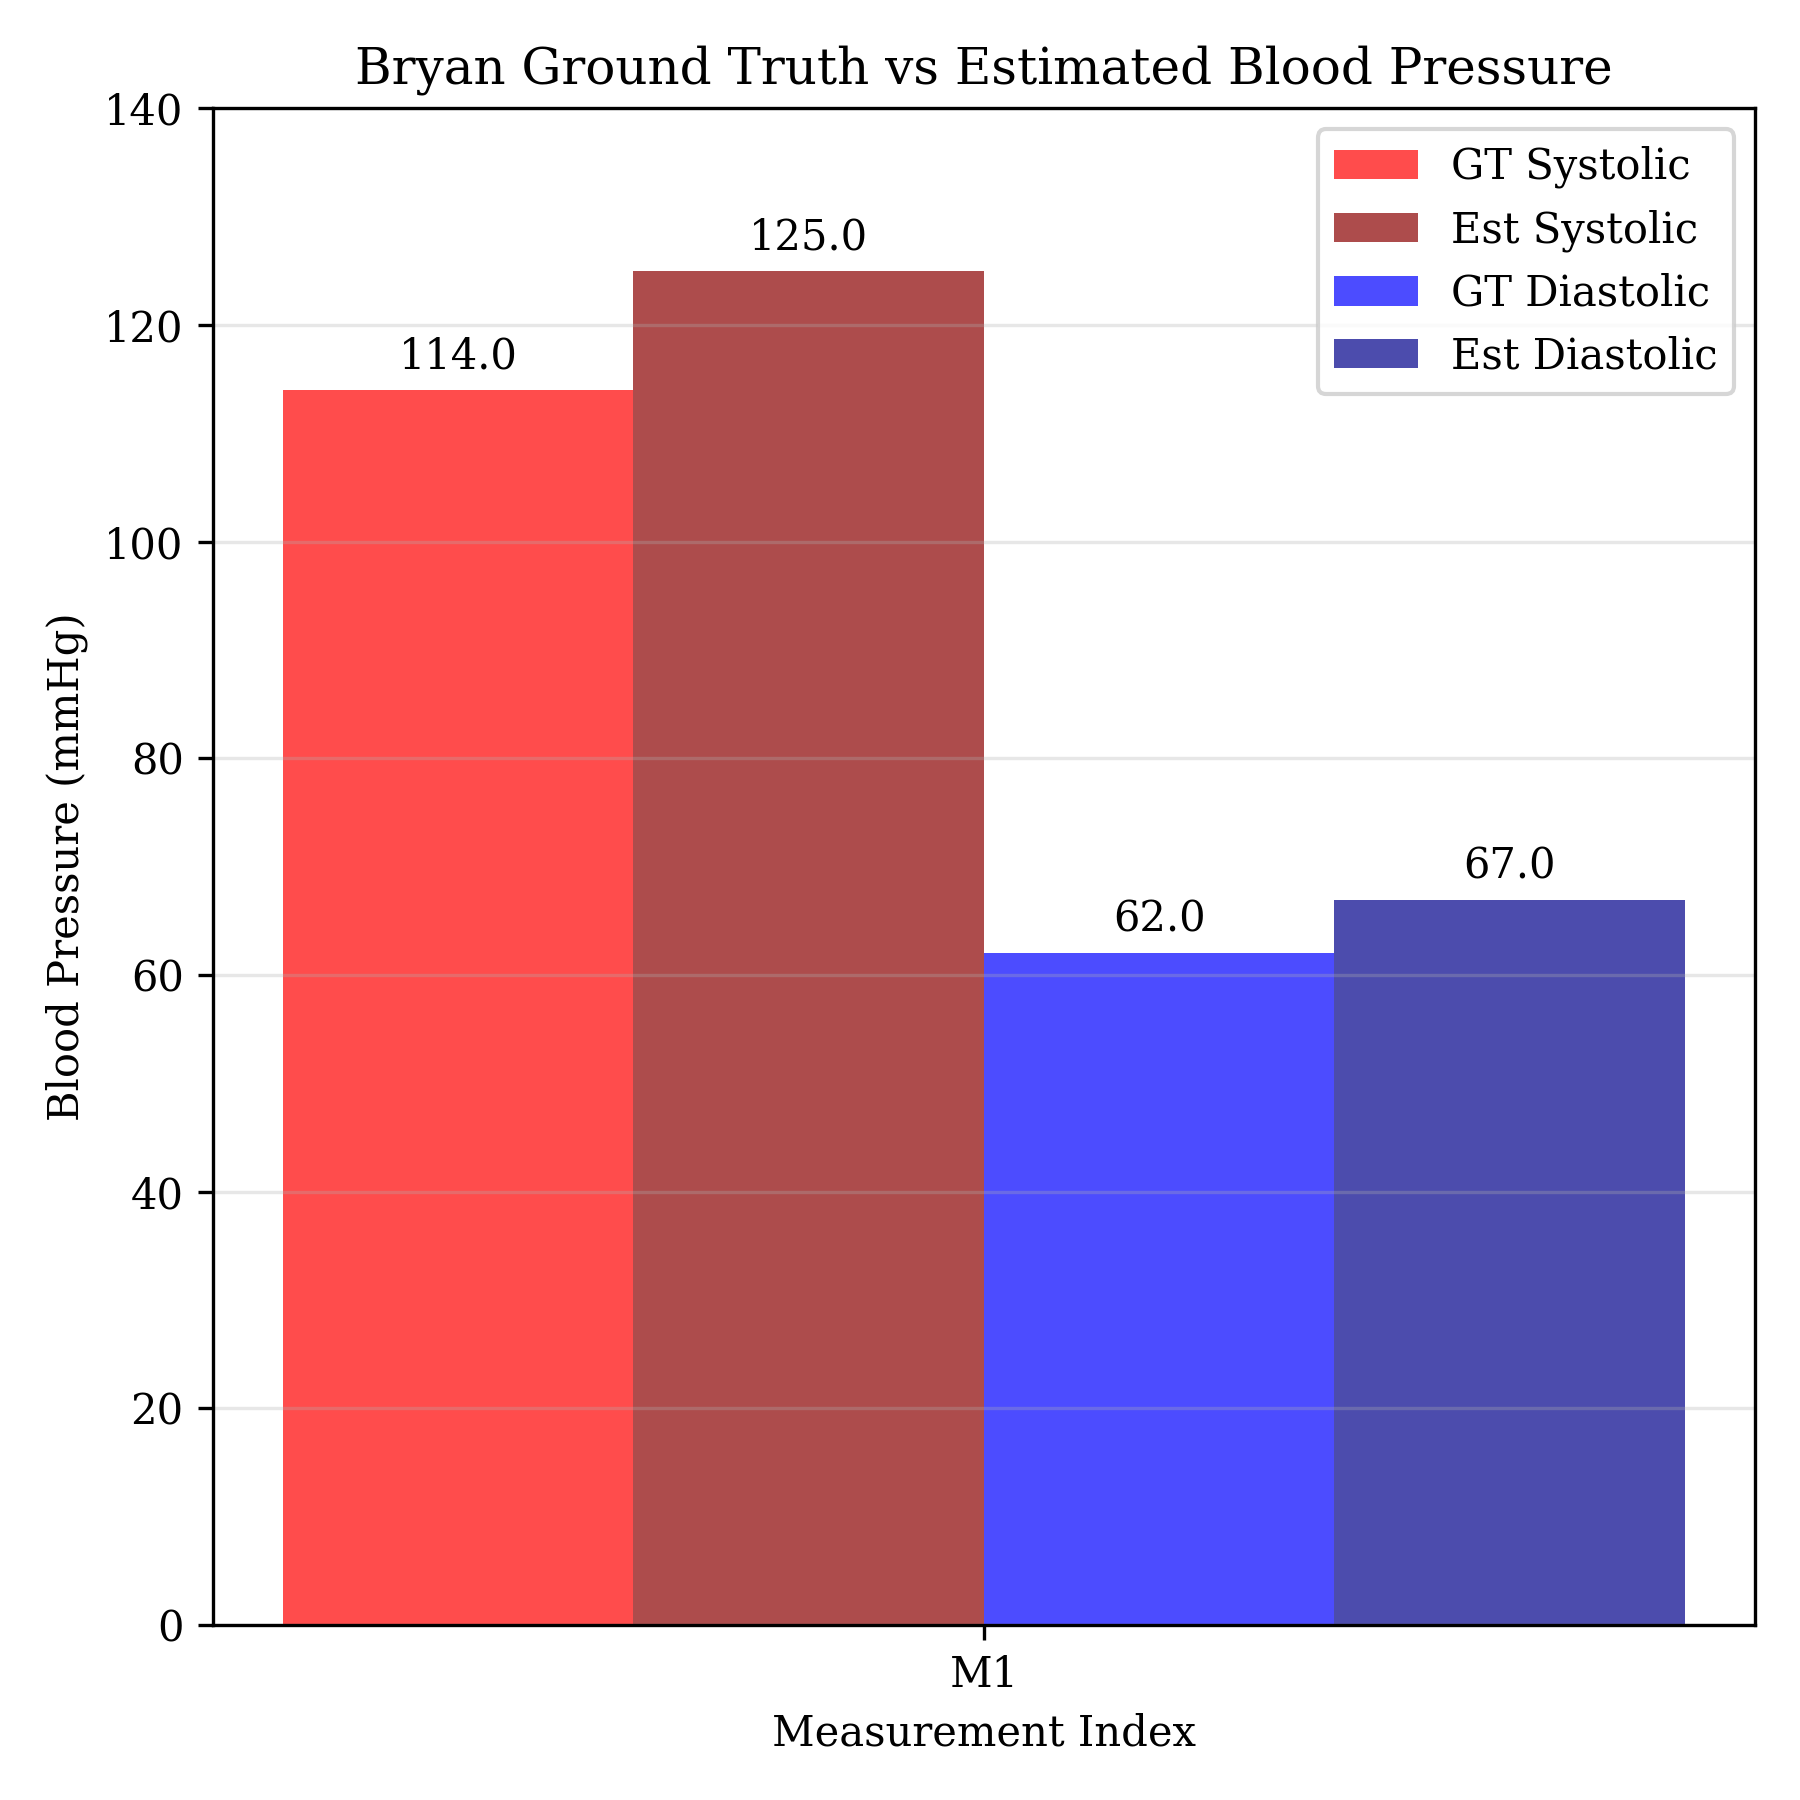 Bryan Ground Truth vs Estimated Blood Pressure
140
120
100
80
60
40
20
0
Blood Pressure (mmHg)
GT Systolic
Est Systolic
GT Diastolic
Est Diastolic
114.0
125.0
62.0
67.0
M1
Measurement Index